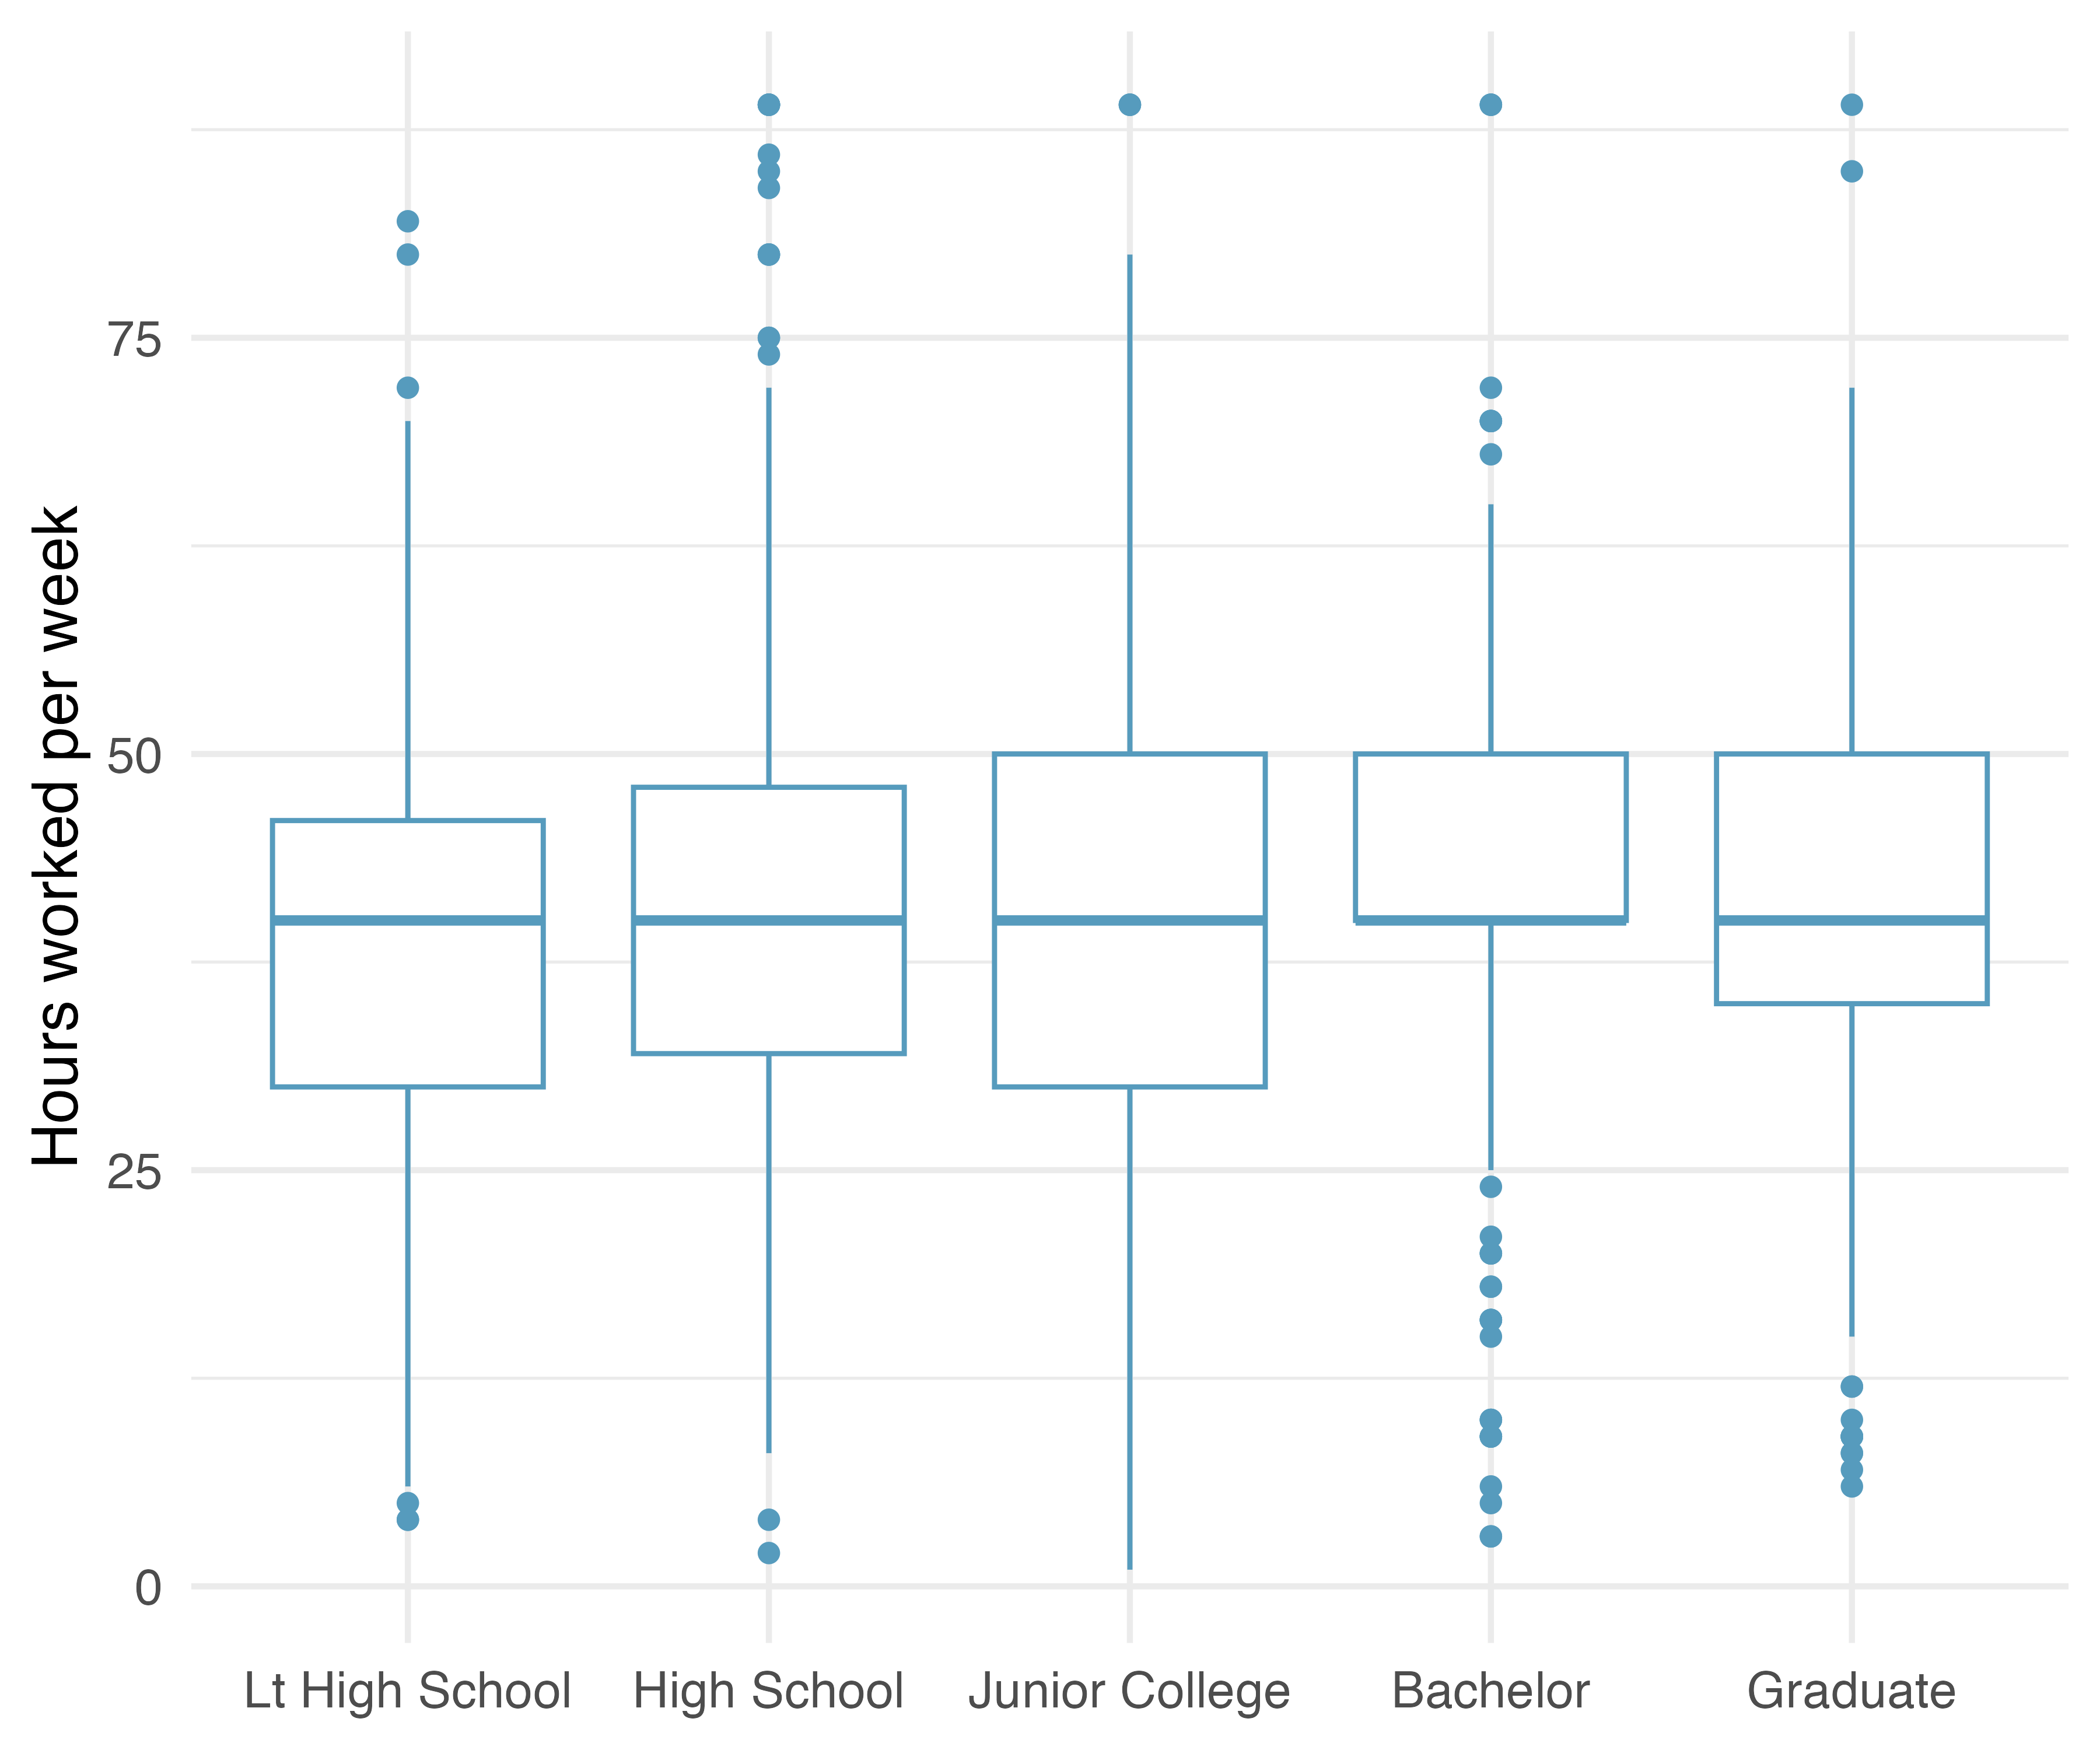 Hours worked per week
75
50
25
0
Lt High School
High School
Junior College
Bachelor
Graduate